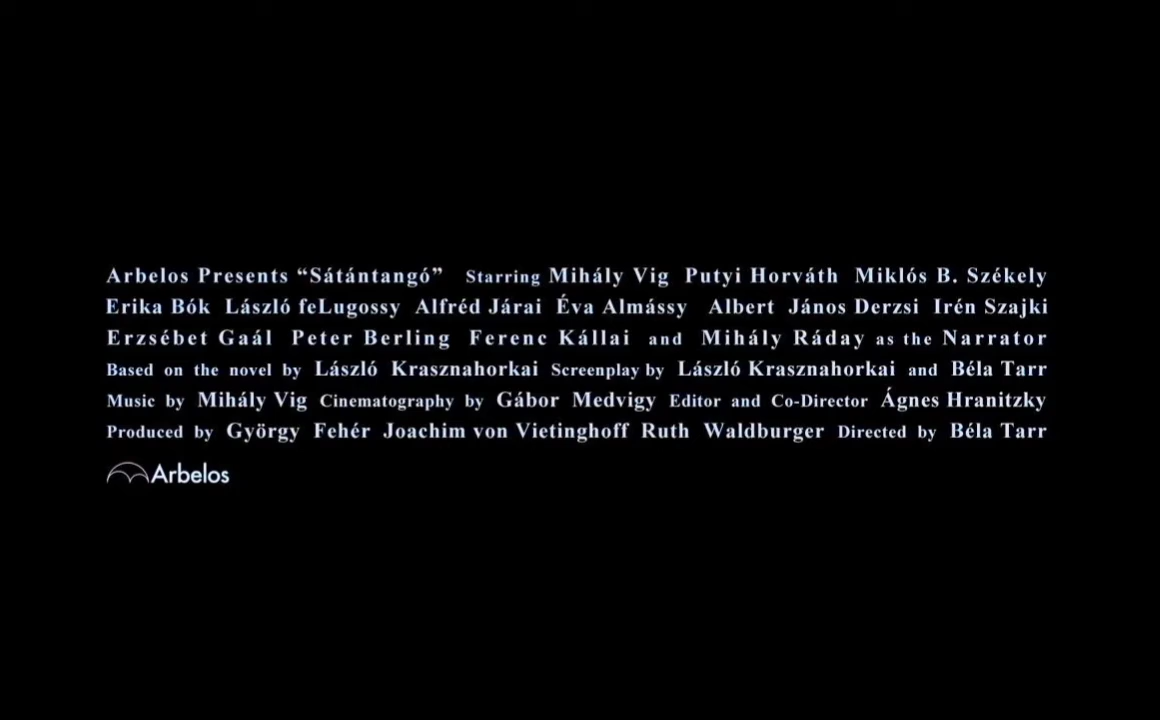 Arbelos Presents “Sátántangó” Starring Mihály Vig Putyi Horváth Miklós B. Székely
Erika Bók László feLugossy Alfréd Járai Éva Almássy Albert János Derzsi Irén Szajki
Erzsébet Gaál Peter Berling Ferenc Kállai and Mihály Ráday as the Narrator
Based on the novel by László Krasznahorkai Screenplay by László Krasznahorkai and Béla Tarr
Music by Mihály Vig Cinematography by Gábor Medvigy Editor and Co-Director Ágnes Hranitzky
Produced by György Fehér Joachim von Vietinghoff Ruth Waldburger Directed by Béla Tarr
Arbelos